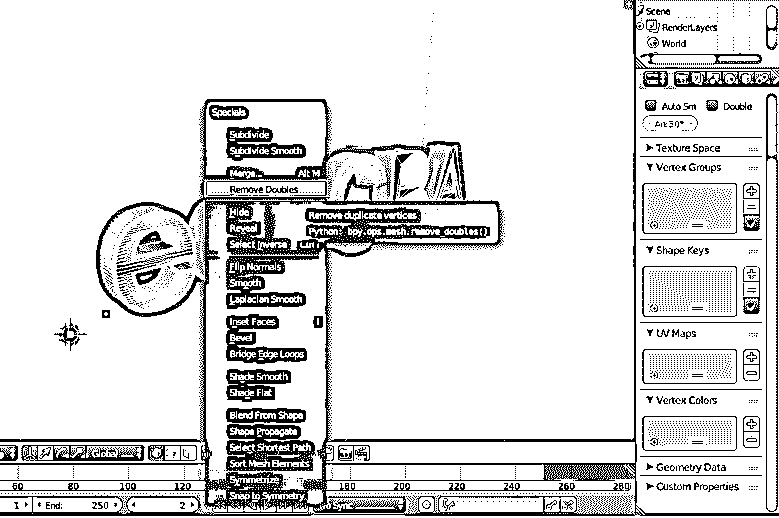 Scene
RenderLayers
World
Auto Sm
Double
Texture Space
Vertex Groups
Shape Keys
UV Maps
Vertex Colors
Geometry Data
Custom Properties
Specials
Subdivide
Subdivide Smooth
Merge... Alt M
Remove Doubles
Hide
Reveal
Select Inverse
Remove duplicate vertices
Python: bpy.ops.mesh.remove_doubles()
Flip Normals
Smooth
Laplacian Smooth
Inset Faces I
Bevel
Bridge Edge Loops
Shade Smooth
Shade Flat
Blend From Shape
Shape Propagate
Select Shortest Path
Sort Mesh Elements
Symmetrize
Snap to Symmetry
60 80 100 120 180 200 220 240 260 280
1 End: 250 2